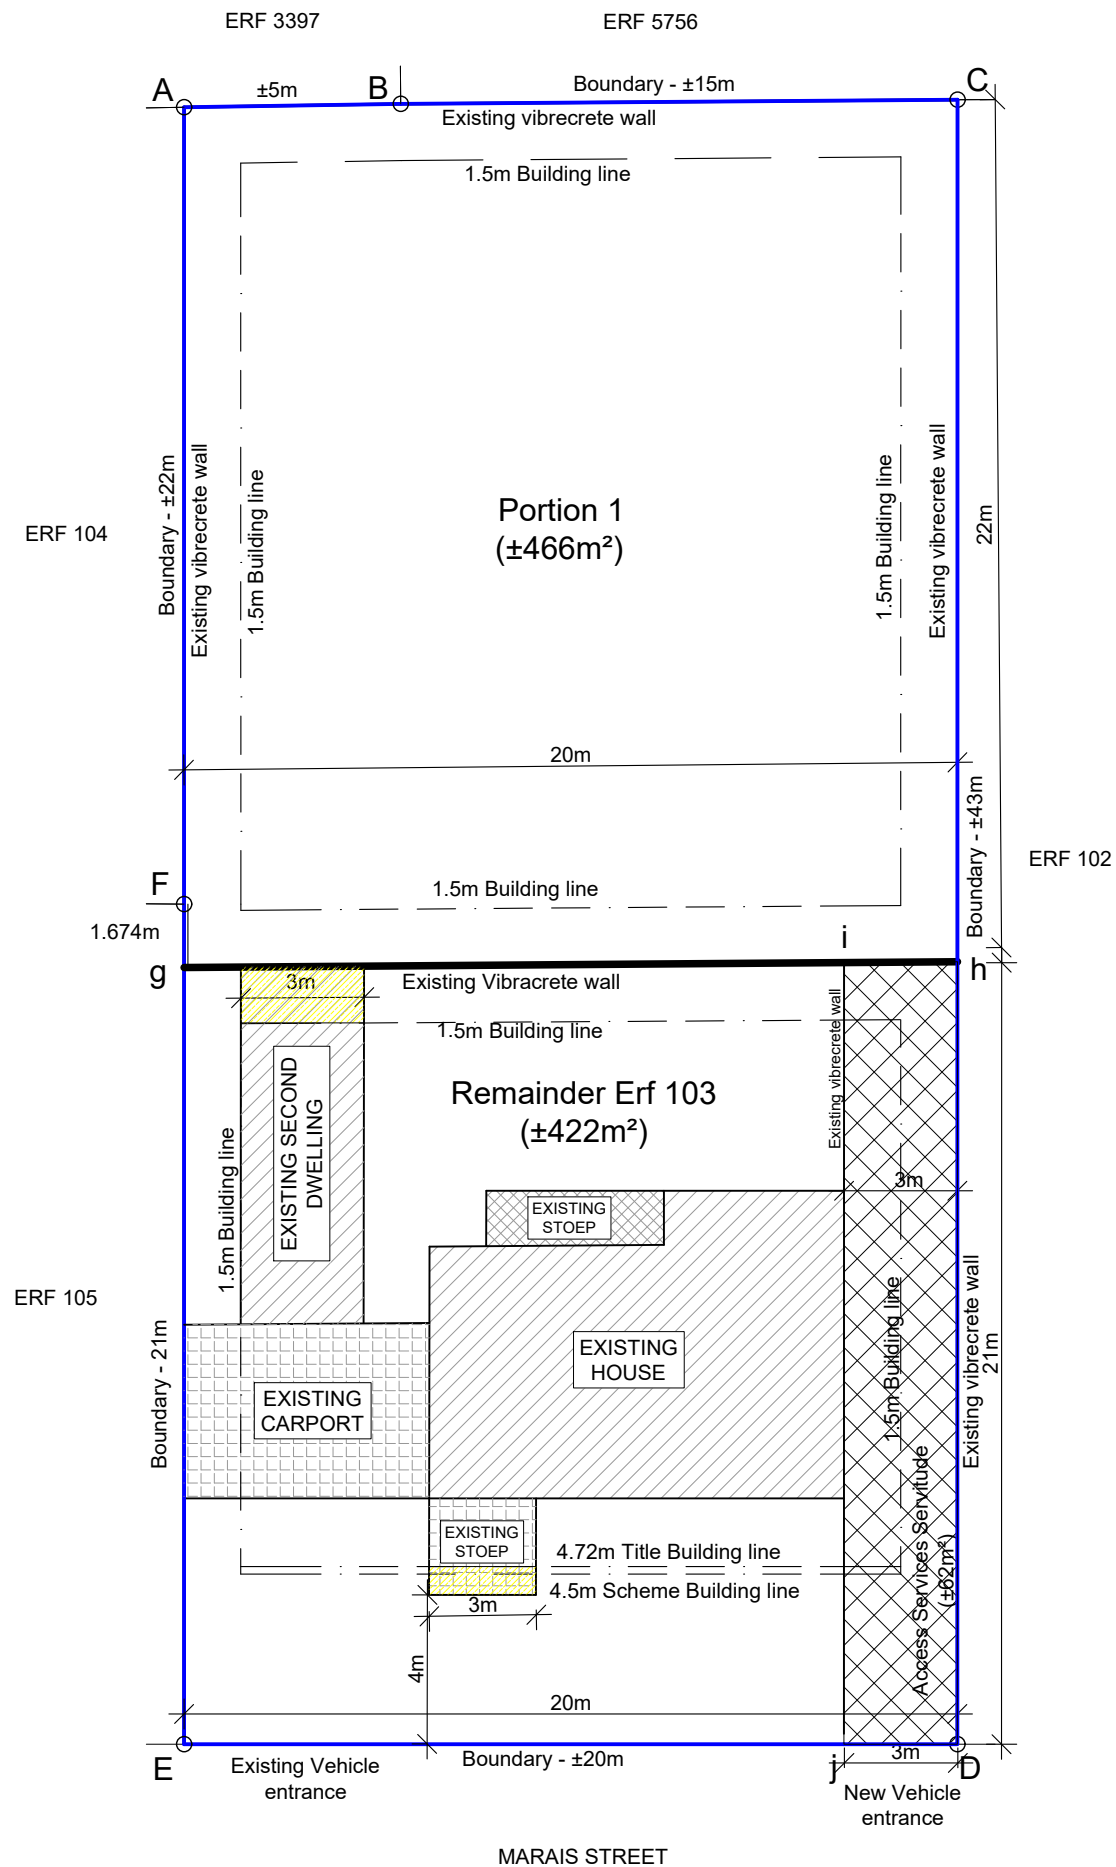 ERF 3397
ERF 5756
A
±5m
B
Boundary - ±15m
C
Existing vibrecrete wall
1.5m Building line
Boundary - ±22m
Existing vibrecrete wall
1.5m Building line
Portion 1
(±466m²)
1.5m Building line
Existing vibrecrete wall
22m
ERF 104
20m
Boundary - ±43m
ERF 102
F
1.5m Building line
1.674m
i
g
h
3m
Existing Vibracrete wall
1.5m Building line
Existing vibrecrete wall
Remainder Erf 103
(±422m²)
EXISTING SECOND
DWELLING
1.5m Building line
3m
EXISTING
STOEP
ERF 105
Boundary - 21m
EXISTING
HOUSE
1.5m Building line
Existing vibrecrete wall
21m
EXISTING
CARPORT
Access Services Servitude
(±62m²)
EXISTING
STOEP
4.72m Title Building line
4.5m Scheme Building line
3m
4m
20m
E
Existing Vehicle
entrance
Boundary - ±20m
j
3m
D
New Vehicle
entrance
MARAIS STREET